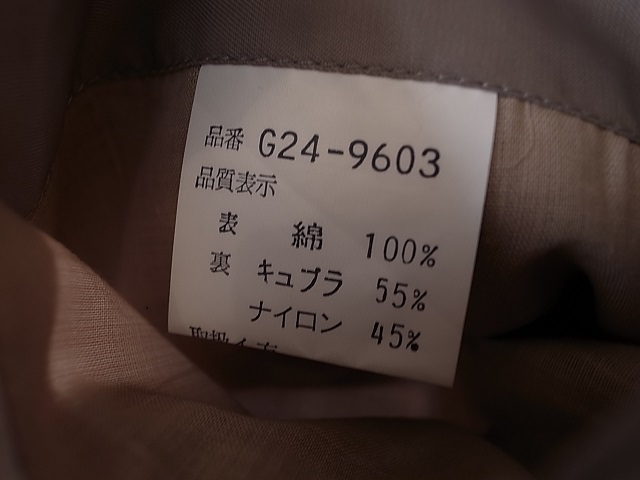 品番 G24-9603
品質表示
表 綿 100%
裏 キュプラ 55%
ナイロン 45%